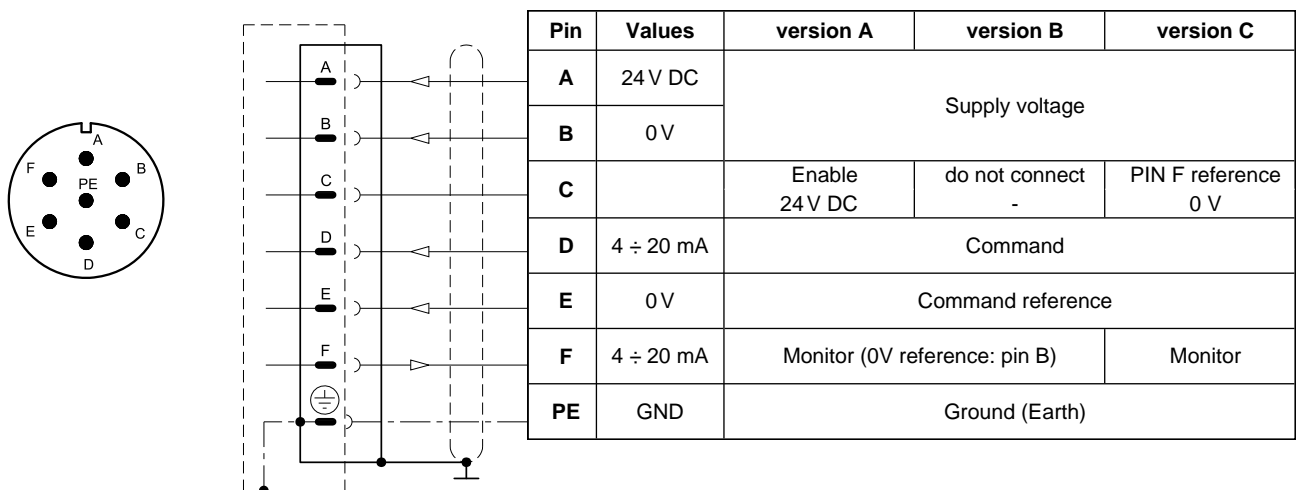 A
B
C
D
E
F
PE
A
B
C
D
E
F
Pin Values version A version B version C
A 24 V DC Supply voltage
B 0 V
C Enable do not connect PIN F reference
24 V DC - 0 V
D 4 ÷ 20 mA Command
E 0 V Command reference
F 4 ÷ 20 mA Monitor (0V reference: pin B) Monitor
PE GND Ground (Earth)